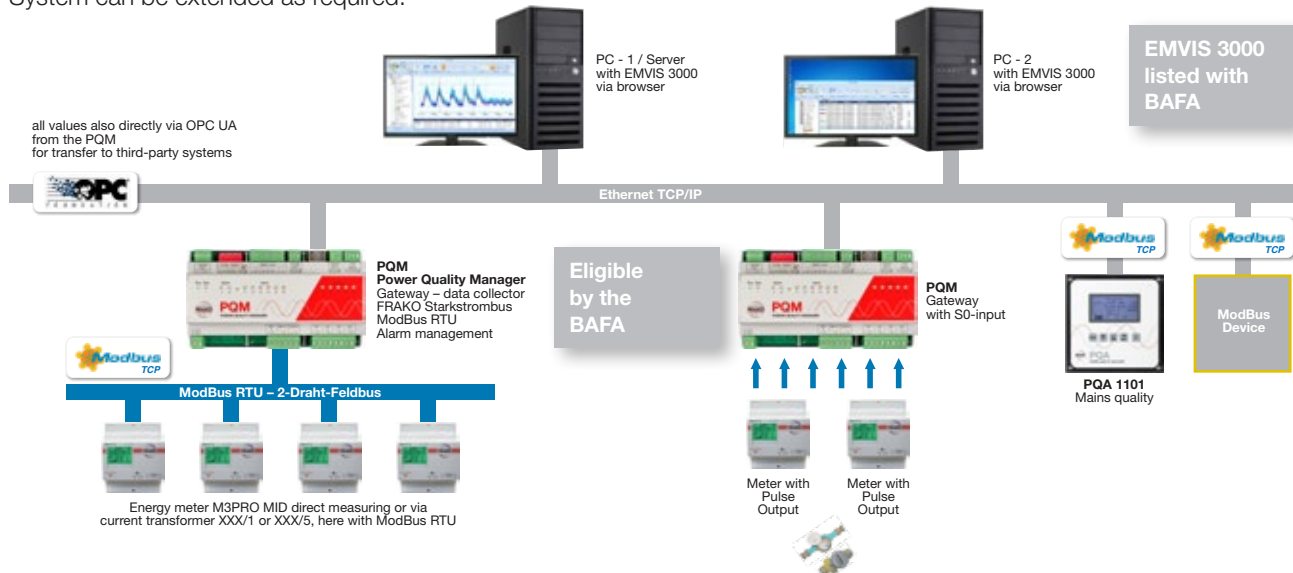 System can be extended as required.
PC - 1 / Server
with EMVIS 3000
via browser
PC - 2
with EMVIS 3000
via browser
EMVIS 3000
listed with
BAFA
all values also directly via OPC UA
from the PQM
for transfer to third-party systems
OPC
FOUNDATION
Ethernet TCP/IP
Modbus
TCP
Modbus
TCP
PQM
PQM
Power Quality Manager
Gateway – data collector
FRAKO Starkstrombus
ModBus RTU
Alarm management
Eligible
by the
BAFA
PQM
PQM
Gateway
with S0-input
PQA
PQA 1101
Mains quality
ModBus
Device
Modbus
TCP
ModBus RTU – 2-Draht-Feldbus
Energy meter M3PRO MID direct measuring or via
current transformer XXX/1 or XXX/5, here with ModBus RTU
Meter with
Pulse
Output
Meter with
Pulse
Output